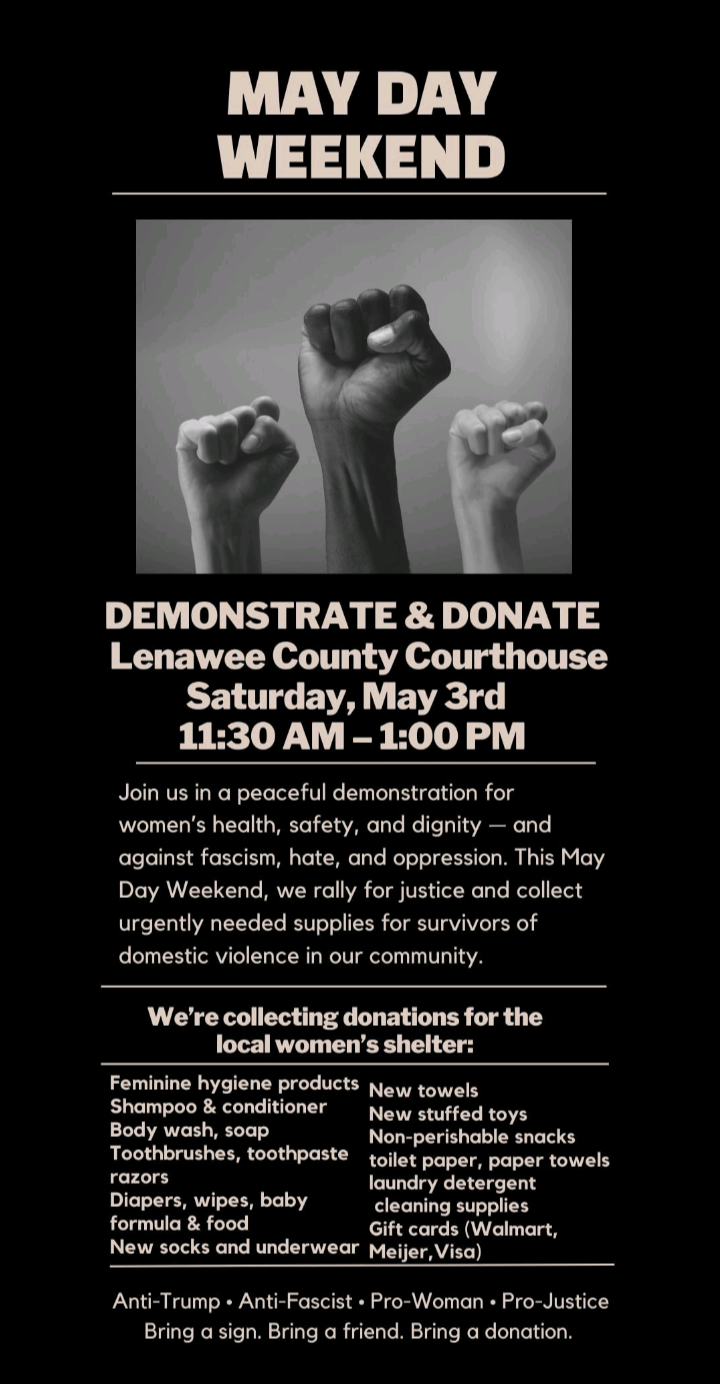 MAY DAY
WEEKEND
DEMONSTRATE & DONATE
Lenawee County Courthouse
Saturday, May 3rd
11:30 AM – 1:00 PM
Join us in a peaceful demonstration for
women's health, safety, and dignity — and
against fascism, hate, and oppression. This May
Day Weekend, we rally for justice and collect
urgently needed supplies for survivors of
domestic violence in our community.
We're collecting donations for the
local women's shelter:
Feminine hygiene products
Shampoo & conditioner
Body wash, soap
Toothbrushes, toothpaste
razors
Diapers, wipes, baby
formula & food
New socks and underwear
New towels
New stuffed toys
Non-perishable snacks
toilet paper, paper towels
laundry detergent
cleaning supplies
Gift cards (Walmart,
Meijer,Visa)
Anti-Trump • Anti-Fascist • Pro-Woman • Pro-Justice
Bring a sign. Bring a friend. Bring a donation.